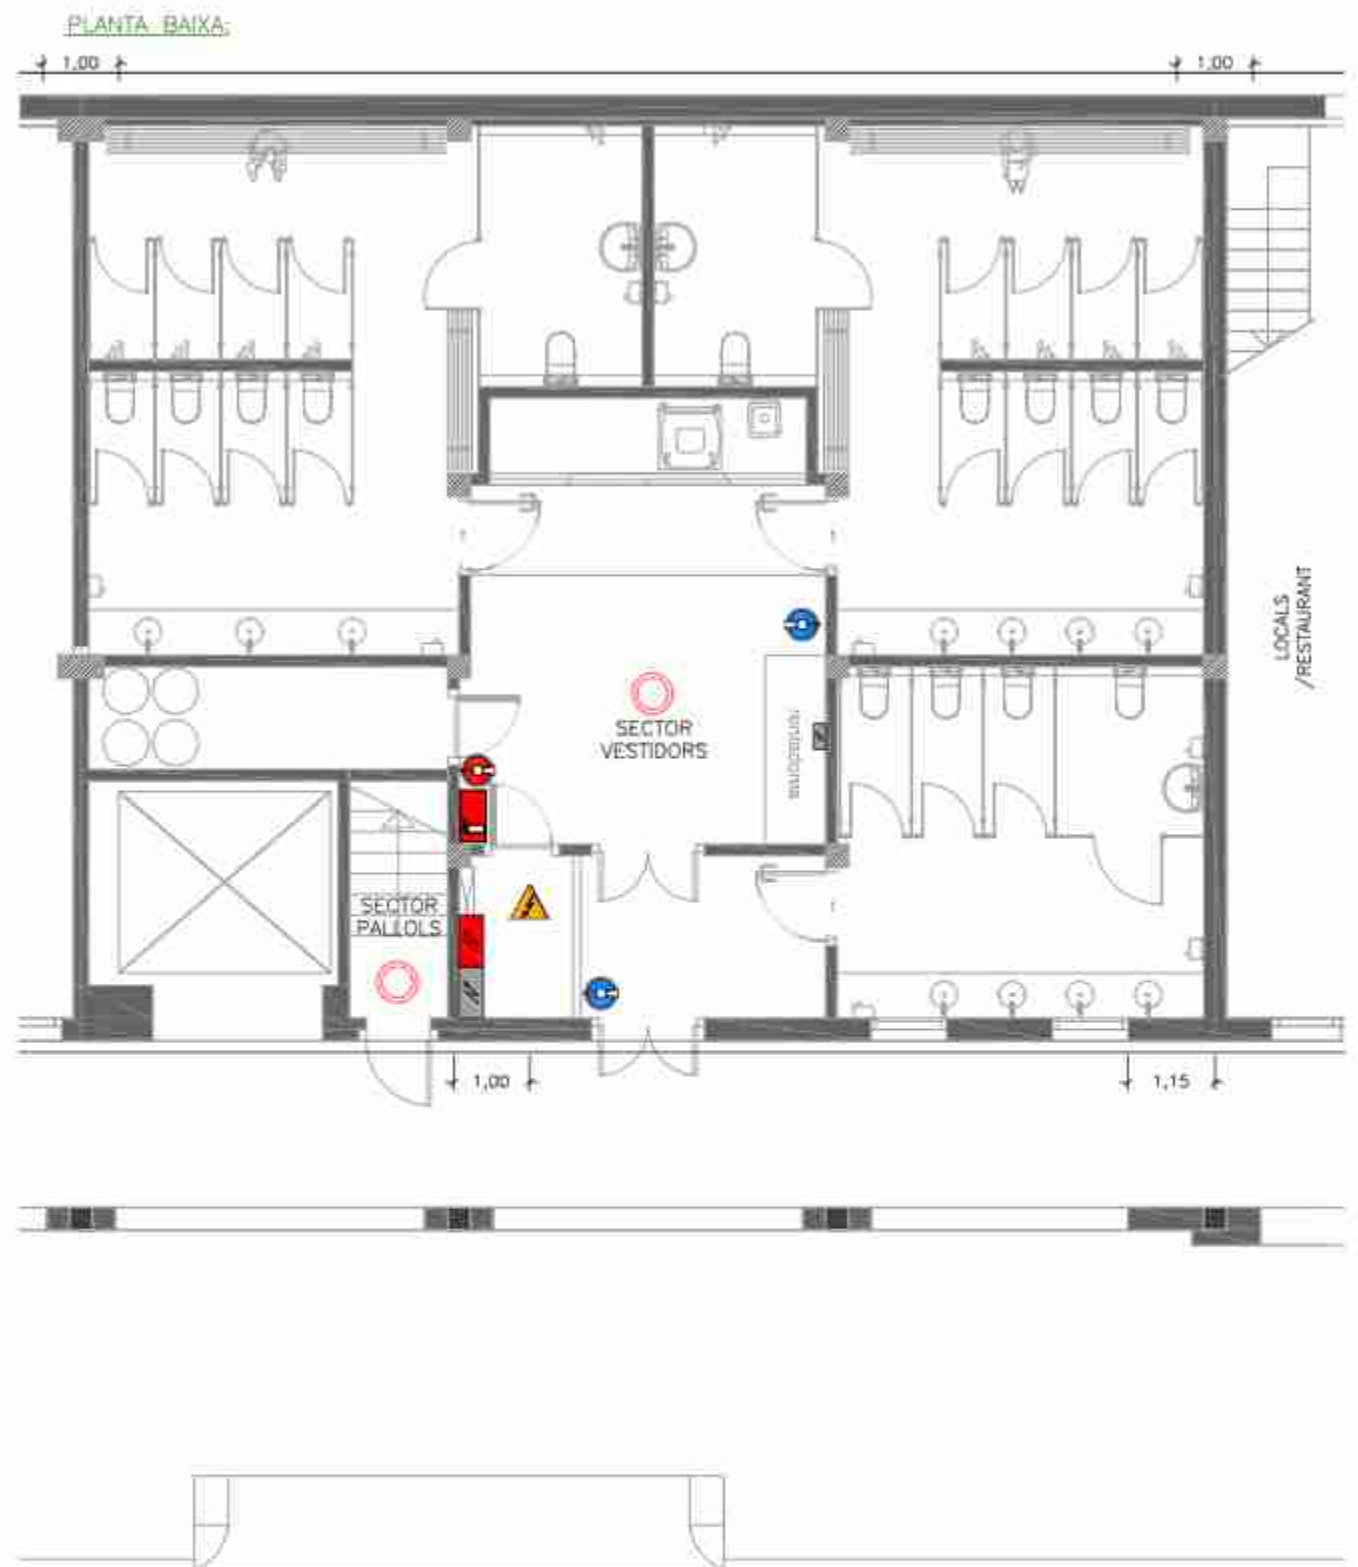 PLANTA BAIXA:
1,00
1,00
LOCALS
/RESTAURANT
SECTOR
VESTIDORS
SECTOR
PALLOLS
1,00
1,15